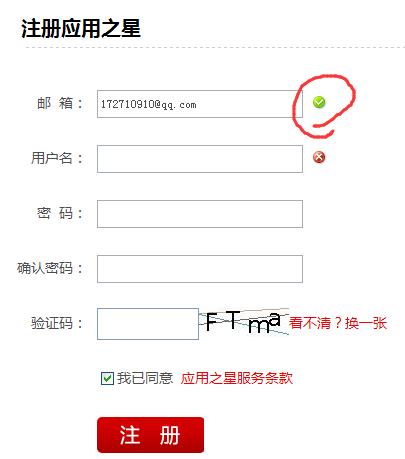 注册应用之星
邮 箱： 172710910@qq.com
用户名：
密 码：
确认密码：
验证码： FTma 看不清？换一张
我已同意 应用之星服务条款
注 册